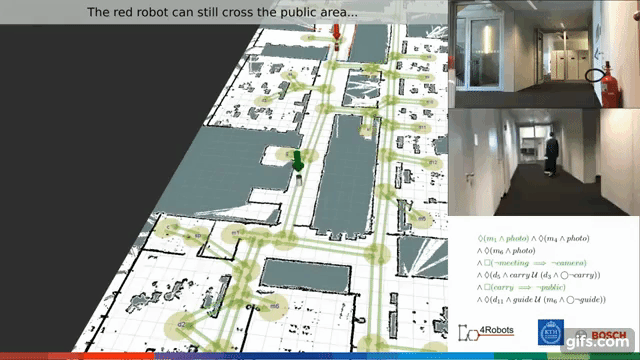 The red robot can still cross the public area...
◊(m₁ ∧ photo) ∧ ◊(m₄ ∧ photo)
∧ ◊(m₆ ∧ photo)
∧ □(¬meeting ⟹ ¬camera)
∧ ◊(d₅ ∧ carry 𝒰 (d₃ ∧ ◯¬carry))
∧ □(carry ⟹ ¬public)
∧ ◊(d₁₁ ∧ guide 𝒰 (m₆ ∧ ◯¬guide))
4Robots
KTH
BOSCH
gifs.com